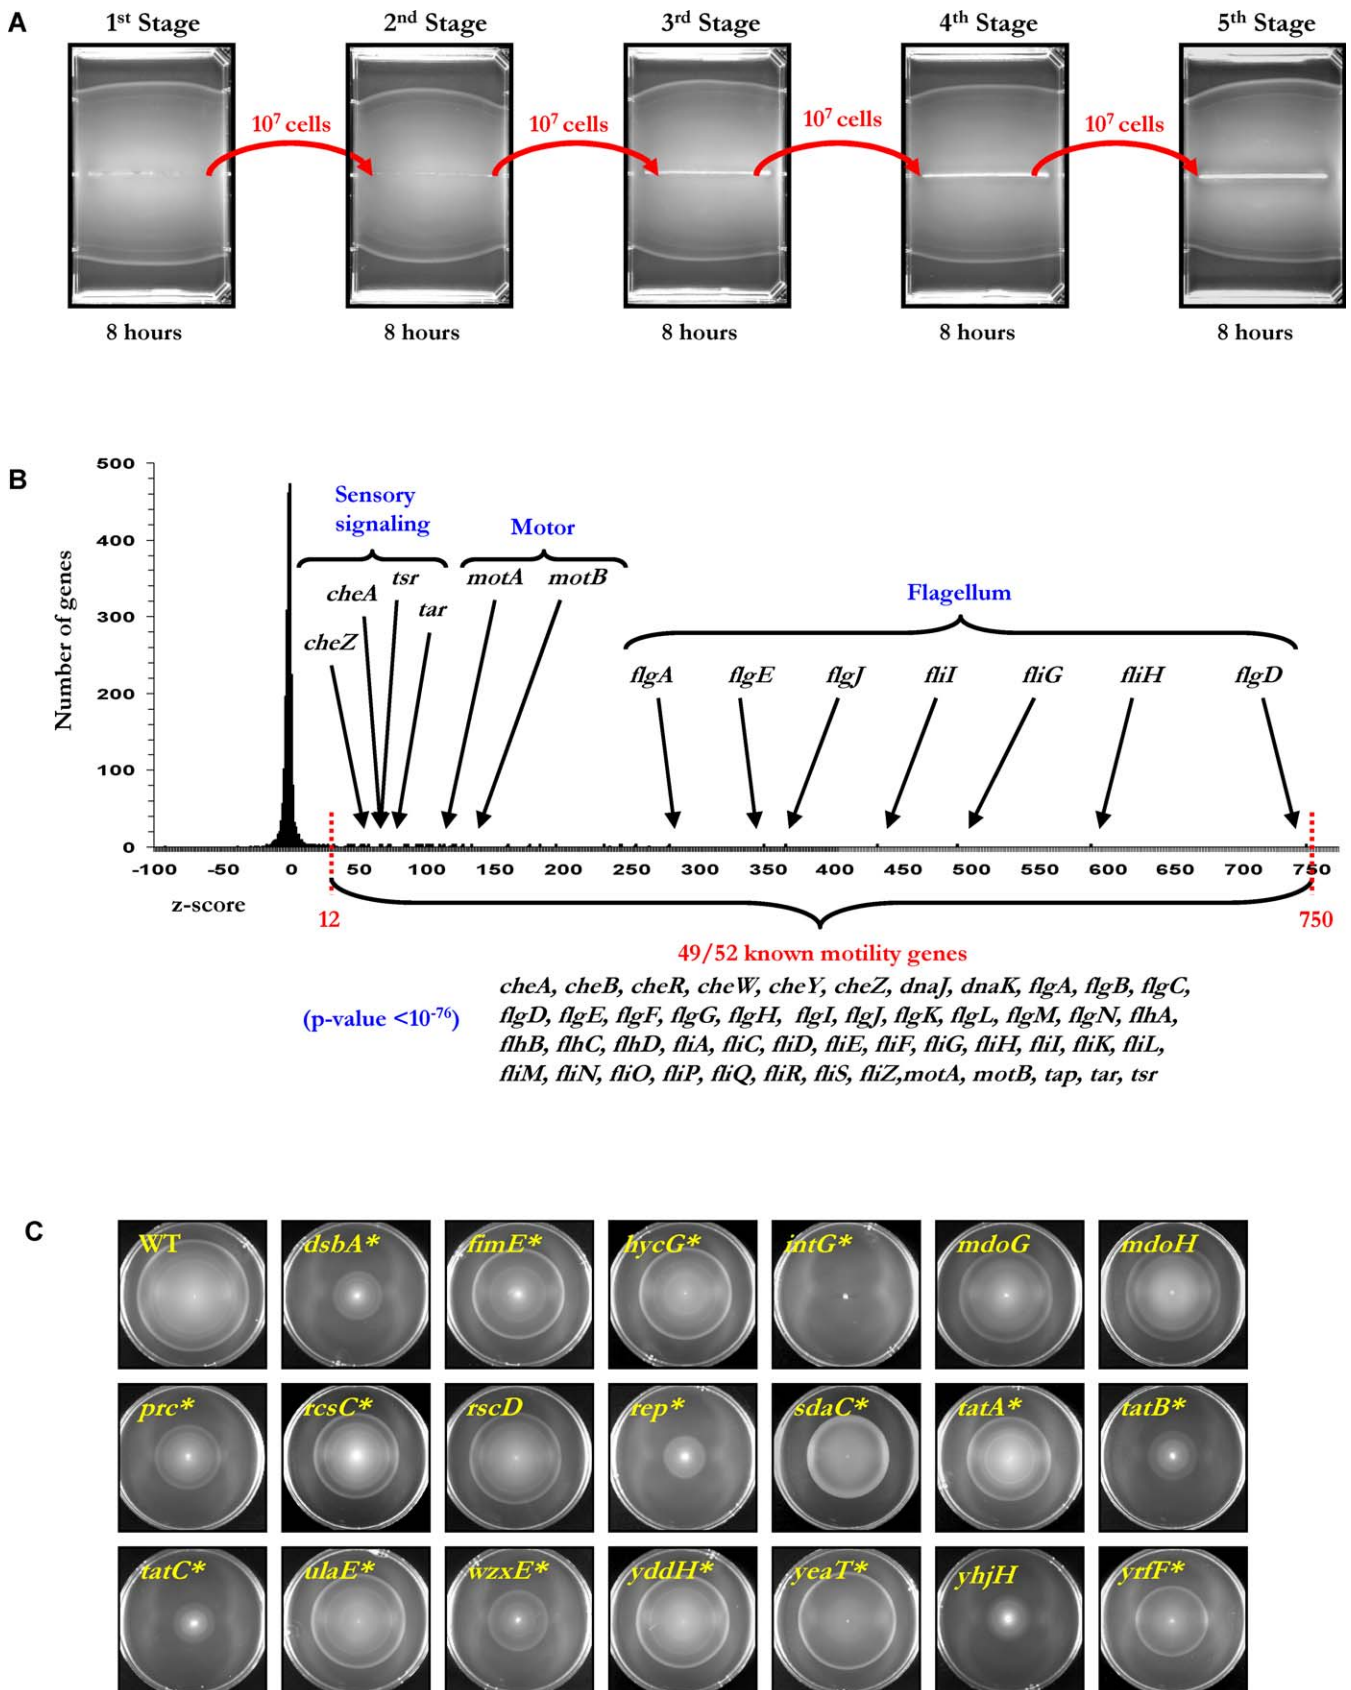 A
1st Stage 2nd Stage 3rd Stage 4th Stage 5th Stage
10⁷ cells 10⁷ cells 10⁷ cells 10⁷ cells
8 hours 8 hours 8 hours 8 hours 8 hours
B
Number of genes
500
400
300
200
100
0
Sensory
signaling
Motor
Flagellum
cheZ cheA tsr tar motA motB
flgA flgE flgJ fliI fliG fliH flgD
-100 -50 0 50 100 150 200 250 300 350 400 450 500 550 600 650 700 750
z-score
12 750
49/52 known motility genes
(p-value <10⁻⁷⁶)
cheA, cheB, cheR, cheW, cheY, cheZ, dnaJ, dnaK, flgA, flgB, flgC,
flgD, flgE, flgF, flgG, flgH, flgI, flgJ, flgK, flgL, flgM, flgN, flhA,
flhB, flhC, flhD, fliA, fliC, fliD, fliE, fliF, fliG, fliH, fliI, fliK, fliL,
fliM, fliN, fliO, fliP, fliQ, fliR, fliS, fliZ,motA, motB, tap, tar, tsr
C
WT dsbA* fimE* hycG* intG* mdoG mdoH
prc* rcsC* rscD rep* sdaC* tatA* tatB*
tatC* ulaE* wzxE* yddH* yeaT* yhjH yrfF*